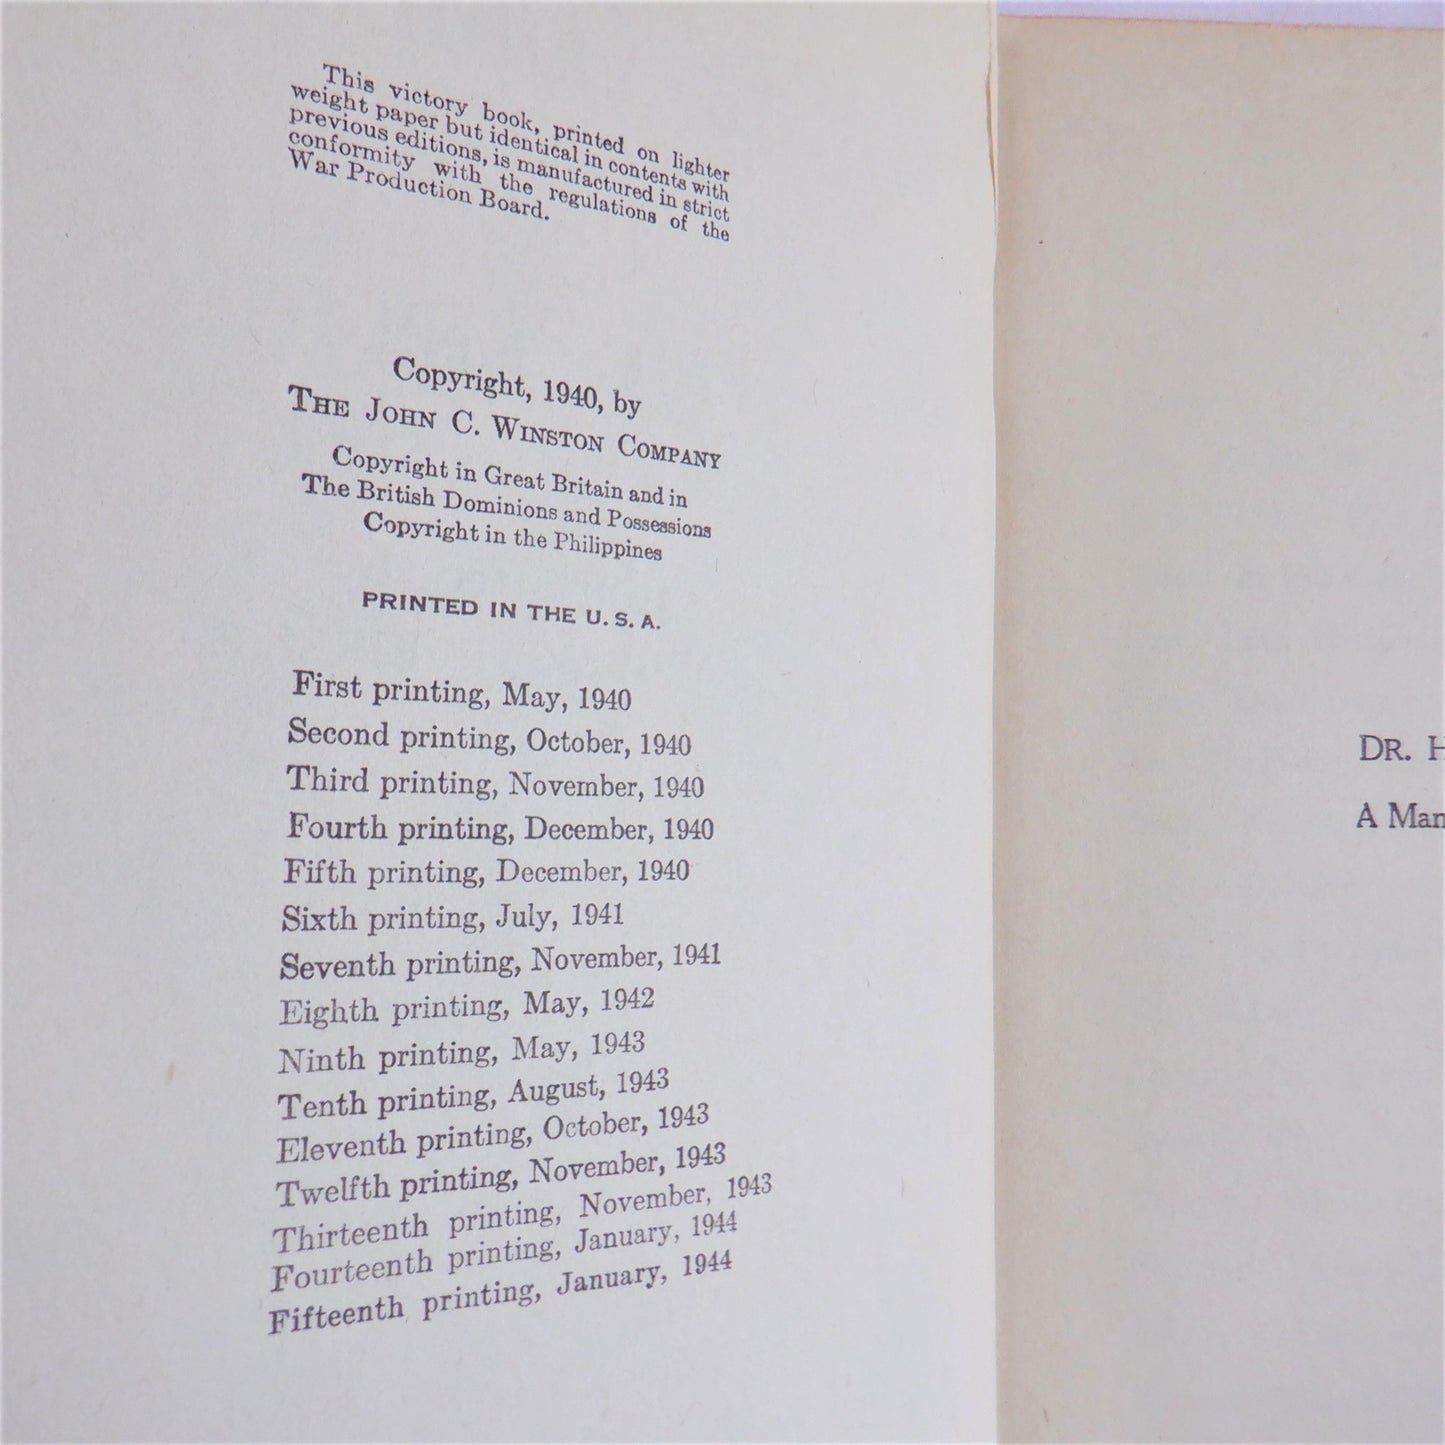 This victory book, printed on lighter
weight paper but identical in contents with
previous editions, is manufactured in strict
conformity with the regulations of the
War Production Board.
Copyright, 1940, by
THE JOHN C. WINSTON COMPANY
Copyright in Great Britain and in
The British Dominions and Possessions
Copyright in the Philippines
PRINTED IN THE U.S.A.
First printing, May, 1940
Second printing, October, 1940
Third printing, November, 1940
Fourth printing, December, 1940
Fifth printing, December, 1940
Sixth printing, July, 1941
Seventh printing, November, 1941
Eighth printing, May, 1942
Ninth printing, May, 1943
Tenth printing, August, 1943
Eleventh printing, October, 1943
Twelfth printing, November, 1943
Thirteenth printing, November, 1943
Fourteenth printing, January, 1944
Fifteenth printing, January, 1944
DR. H
A Man